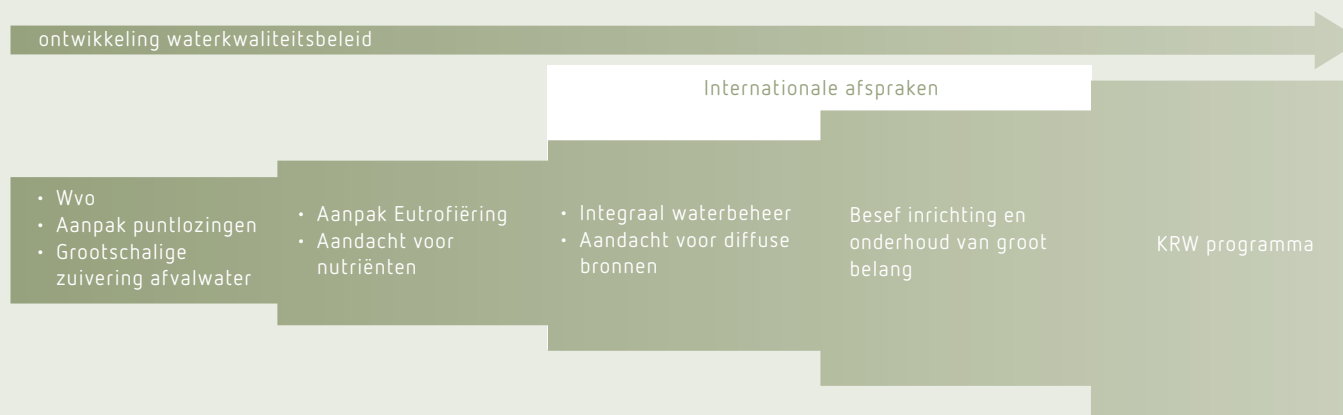 ontwikkeling waterkwaliteitsbeleid
Internationale afspraken
• Wvo
• Aanpak puntlozingen
• Grootschalige
zuivering afvalwater
• Aanpak Eutrofiëring
• Aandacht voor
nutriënten
• Integraal waterbeheer
• Aandacht voor diffuse
bronnen
Besef inrichting en
onderhoud van groot
belang
KRW programma